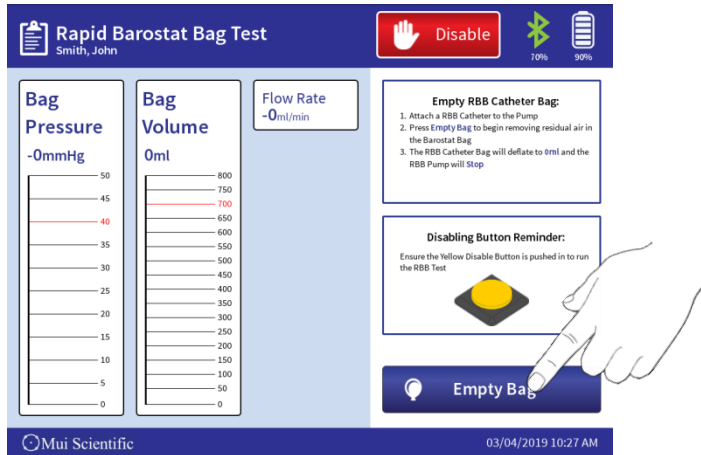 Rapid Barostat Bag Test
Smith, John
Disable
70%
90%
Bag
Pressure
-0mmHg
50
45
40
35
30
25
20
15
10
5
0
Bag
Volume
0ml
800
750
700
650
600
550
500
450
400
350
300
250
200
150
100
50
0
Flow Rate
-0ml/min
Empty RBB Catheter Bag:
1. Attach a RBB Catheter to the Pump
2. Press Empty Bag to begin removing residual air in
the Barostat Bag
3. The RBB Catheter Bag will deflate to 0ml and the
RBB Pump will Stop
Disabling Button Reminder:
Ensure the Yellow Disable Button is pushed in to run
the RBB Test
Empty Bag
Mui Scientific
03/04/2019 10:27 AM